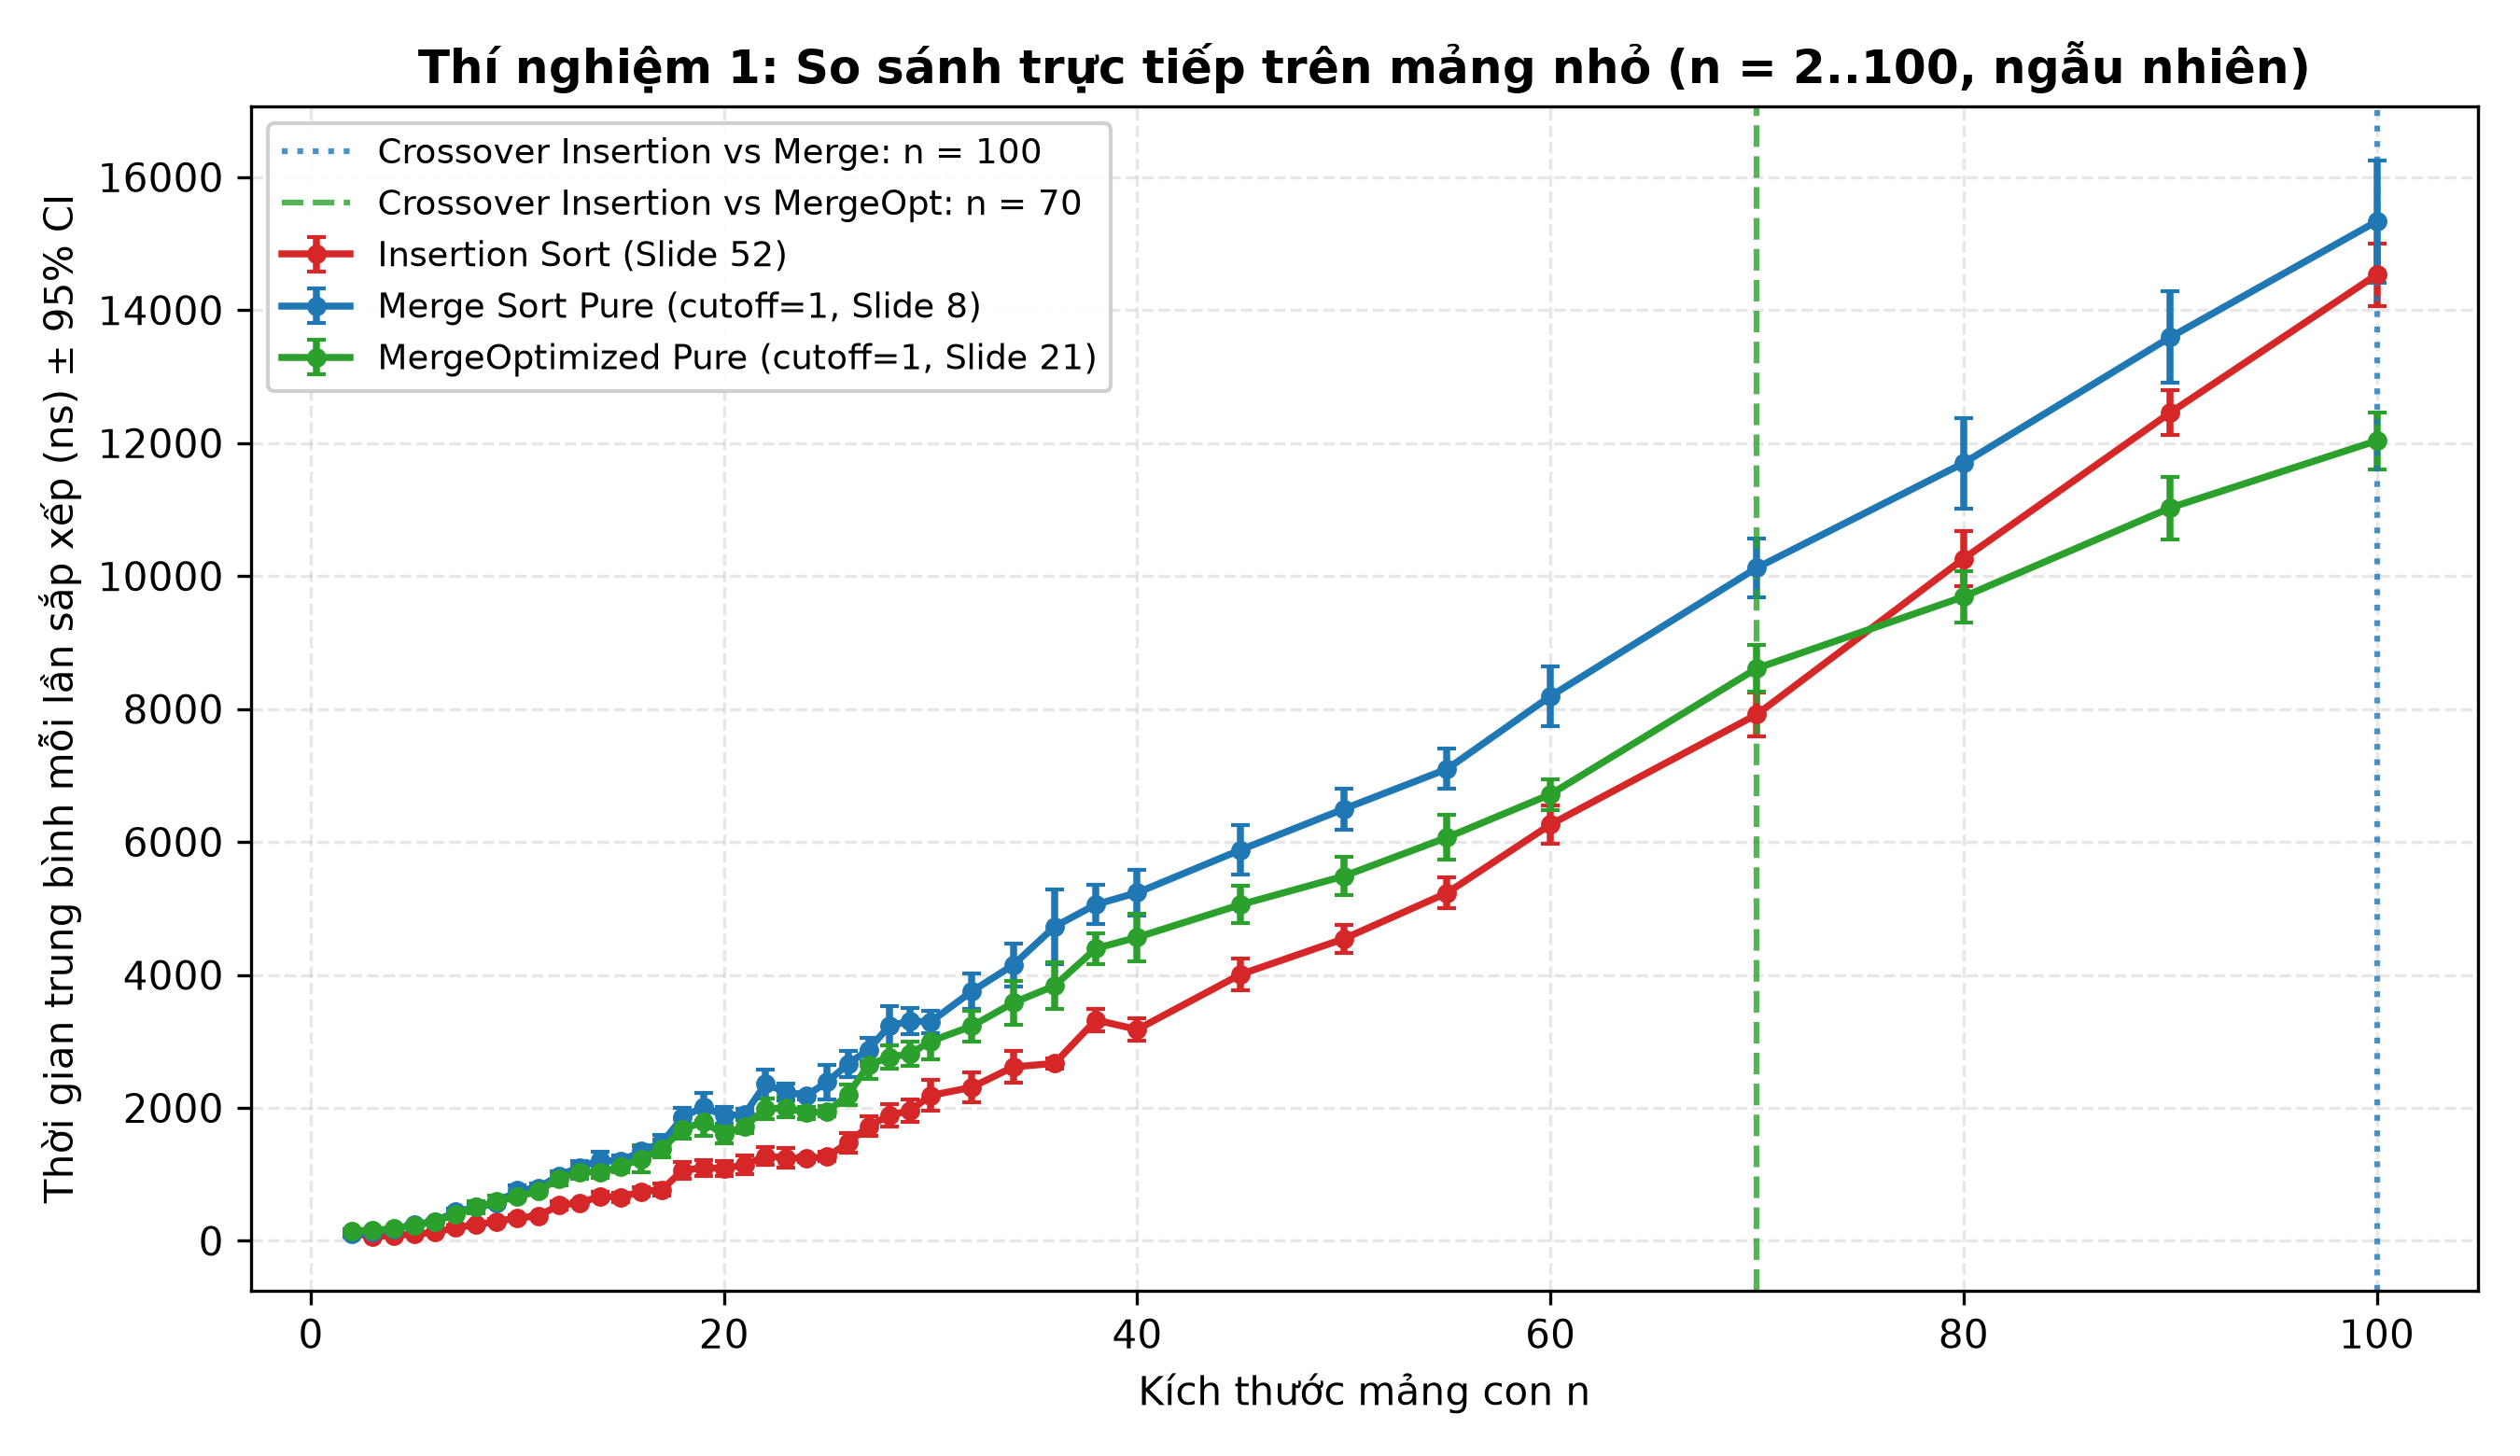 Thí nghiệm 1: So sánh trực tiếp trên mảng nhỏ (n = 2..100, ngẫu nhiên)
Crossover Insertion vs Merge: n = 100
Crossover Insertion vs MergeOpt: n = 70
Insertion Sort (Slide 52)
Merge Sort Pure (cutoff=1, Slide 8)
MergeOptimized Pure (cutoff=1, Slide 21)
Thời gian trung bình mỗi lần sắp xếp (ns) ± 95% CI
16000
14000
12000
10000
8000
6000
4000
2000
0
0 20 40 60 80 100
Kích thước mảng con n